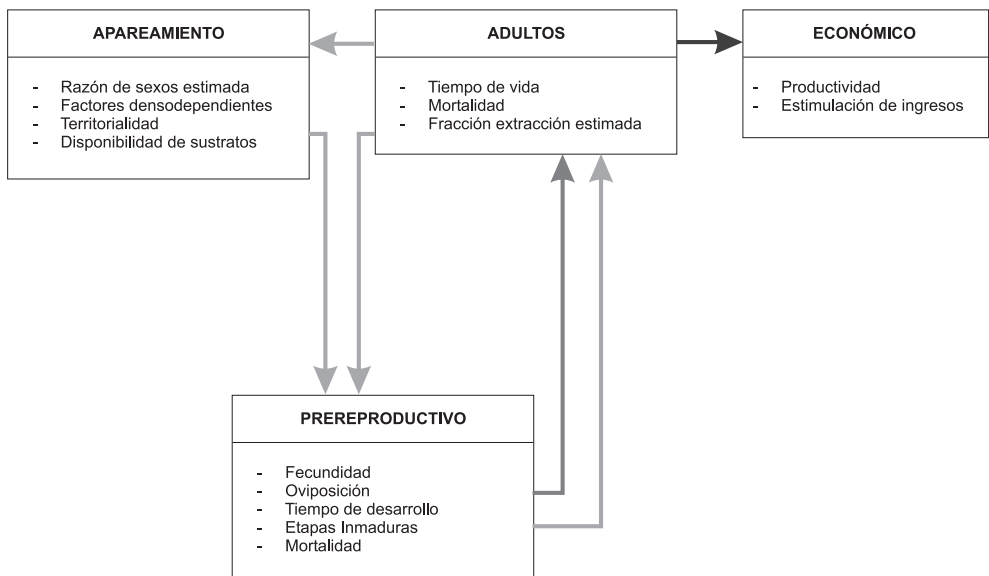 APAREAMIENTO
- Razón de sexos estimada
- Factores densodependientes
- Territorialidad
- Disponibilidad de sustratos
ADULTOS
- Tiempo de vida
- Mortalidad
- Fracción extracción estimada
ECONÓMICO
- Productividad
- Estimulación de ingresos
PREREPRODUCTIVO
- Fecundidad
- Oviposición
- Tiempo de desarrollo
- Etapas Inmaduras
- Mortalidad